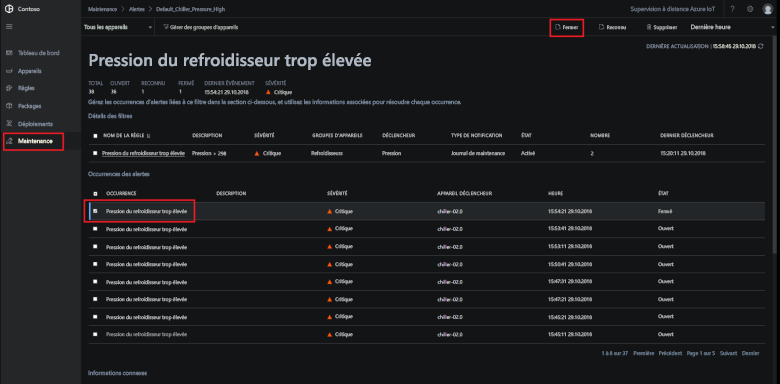 Contoso
Maintenance > Alertes > Default_Chiller_Pressure_High
Supervision à distance Azure IoT
?
Tous les appareils
Gérer des groupes d'appareils
Fermer
Reconnu
Supprimer
Dernière heure
Tableau de bord
Appareils
Règles
Packages
Déploiements
Maintenance
DERNIÈRE ACTUALISATION | 15:58:46 29.10.2018
Pression du refroidisseur trop élevée
TOTAL OUVERT RECONNU FERMÉ DERNIER ÉVÉNEMENT SÉVÉRITÉ
38 36 1 1 15:54:21 29.10.2018 Critique
Gérez les occurrences d'alertes liées à ce filtre dans la section ci-dessous, et utilisez les informations associées pour résoudre chaque occurrence.
Détails des filtres
NOM DE LA RÈGLE DESCRIPTION SÉVÉRITÉ GROUPES D'APPAREILS DÉCLENCHEUR TYPE DE NOTIFICATION ÉTAT NOMBRE DERNIER DÉCLENCHEUR
Pression du refroidisseur trop élevée Pression > 298 Critique Refroidisseurs Pression Journal de maintenance Activé 2 15:20:11 29.10.2018
Occurrences des alertes
OCCURRENCE DESCRIPTION SÉVÉRITÉ APPAREIL DÉCLENCHEUR HEURE ÉTAT
Pression du refroidisseur trop élevée Critique chiller-02.0 15:54:21 29.10.2018 Fermé
Pression du refroidisseur trop élevée Critique chiller-02.0 15:53:41 29.10.2018 Ouvert
Pression du refroidisseur trop élevée Critique chiller-02.0 15:53:11 29.10.2018 Ouvert
Pression du refroidisseur trop élevée Critique chiller-02.0 15:50:41 29.10.2018 Ouvert
Pression du refroidisseur trop élevée Critique chiller-02.0 15:47:31 29.10.2018 Ouvert
Pression du refroidisseur trop élevée Critique chiller-02.0 15:47:21 29.10.2018 Ouvert
Pression du refroidisseur trop élevée Critique chiller-02.0 15:45:21 29.10.2018 Ouvert
Pression du refroidisseur trop élevée Critique chiller-02.0 15:45:11 29.10.2018 Ouvert
1 à 8 sur 37 Première Précédent Page 1 sur 5 Suivant Dernier
Informations connexes